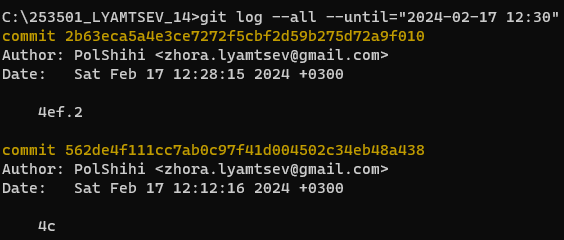 C:\253501_LYAMTSEV_14>git log --all --until="2024-02-17 12:30"
commit 2b63eca5a4e3ce7272f5cbf2d59b275d72a9f010
Author: PolShihi <zhora.lyamtsev@gmail.com>
Date:   Sat Feb 17 12:28:15 2024 +0300
    4ef.2
commit 562de4f111cc7ab0c97f41d004502c34eb48a438
Author: PolShihi <zhora.lyamtsev@gmail.com>
Date:   Sat Feb 17 12:12:16 2024 +0300
    4c